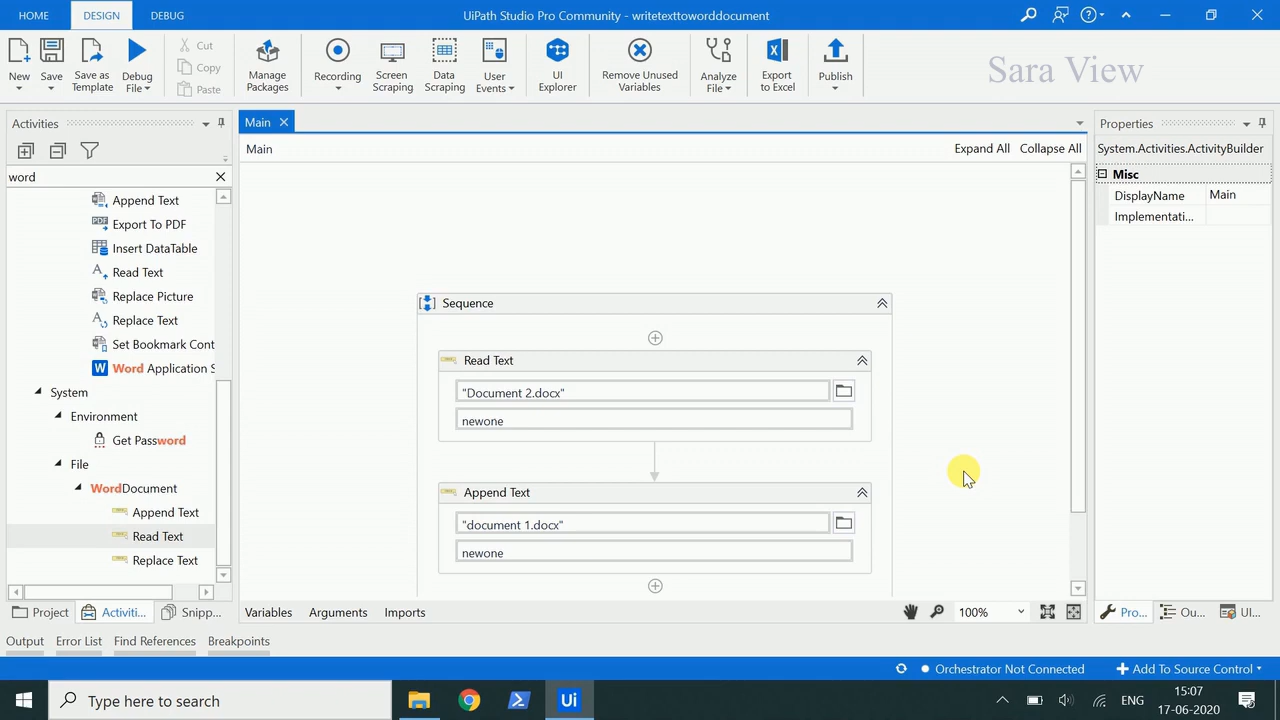 HOME DESIGN DEBUG UiPath Studio Pro Community - writetexttoworddocument
New Save Save as Template Debug File Cut Copy Paste Manage Packages Recording Screen Scraping Data Scraping User Events UI Explorer Remove Unused Variables Analyze File Export to Excel Publish
Sara View
Activities
word
Append Text
Export To PDF
Insert DataTable
Read Text
Replace Picture
Replace Text
Set Bookmark Cont
Word Application S
System
Environment
Get Password
File
WordDocument
Append Text
Read Text
Replace Text
Project Activiti... Snipp...
Main
Main Expand All Collapse All
Sequence
Read Text
"Document 2.docx"
newone
Append Text
"document 1.docx"
newone
Variables Arguments Imports 100%
Properties
System.Activities.ActivityBuilder
Misc
DisplayName Main
Implementati...
Pro... Ou... UI...
Output Error List Find References Breakpoints
Orchestrator Not Connected Add To Source Control
Type here to search
Ui
ENG
15:07
17-06-2020